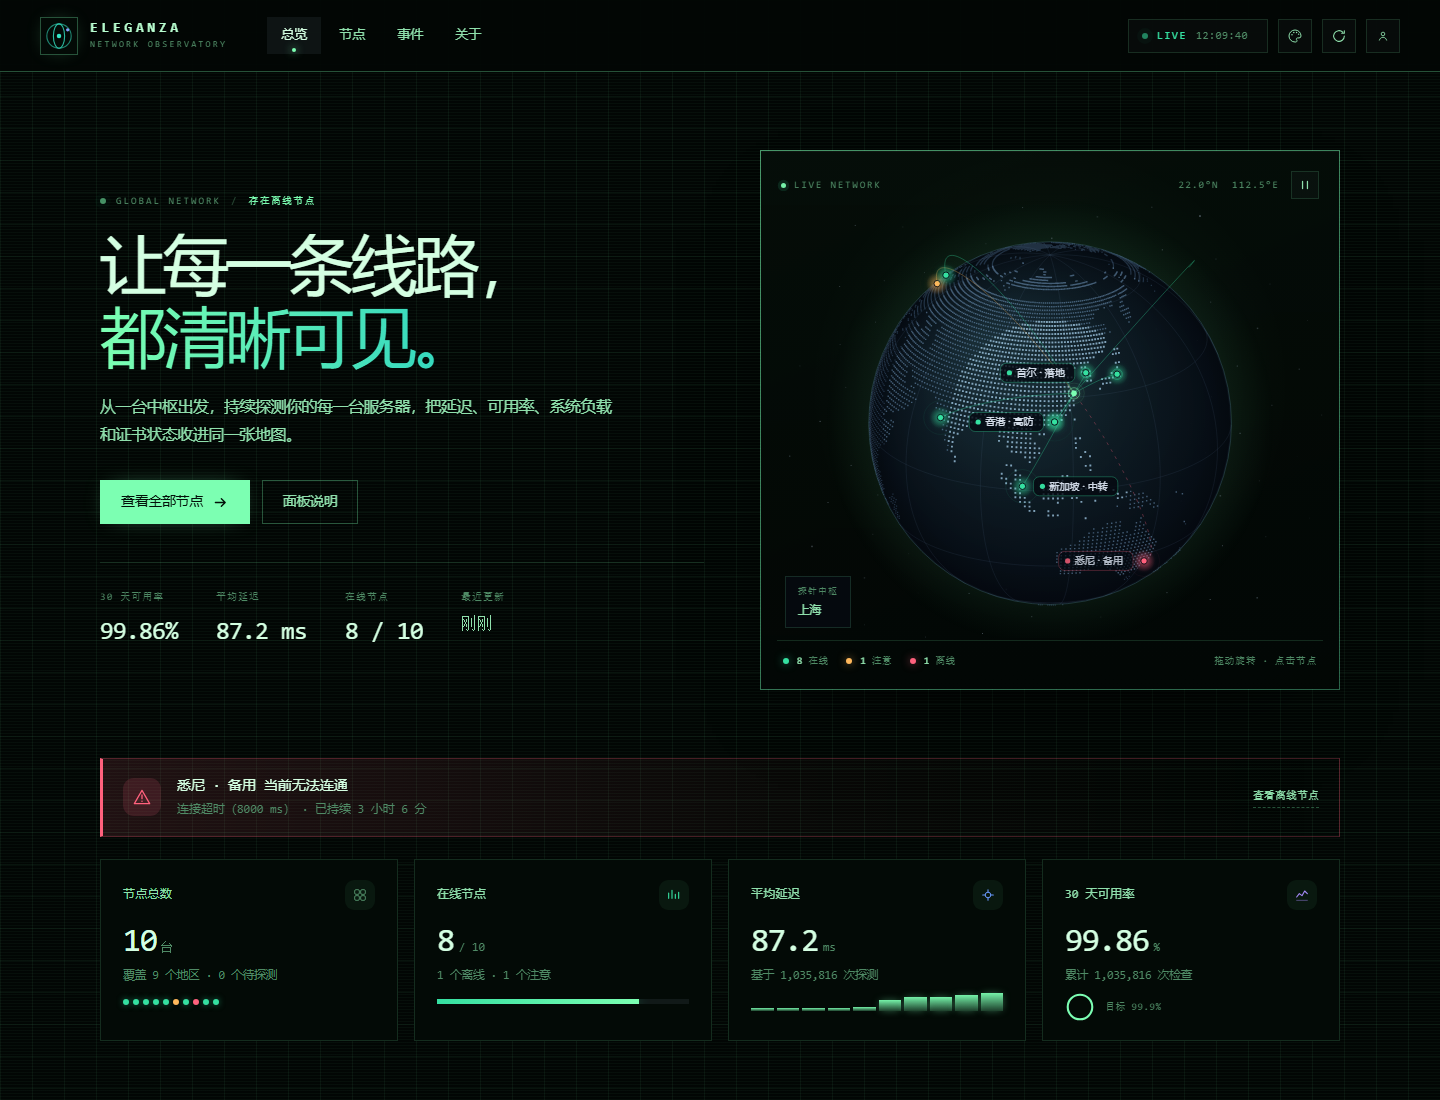 ELEGANZA
NETWORK OBSERVATORY
总览
节点
事件
关于
LIVE 12:09:40
GLOBAL NETWORK / 存在离线节点
让每一条线路，
都清晰可见。
从一台中枢出发，持续探测你的每一台服务器，把延迟、可用率、系统负载
和证书状态收进同一张地图。
查看全部节点 →
面板说明
30 天可用率
99.86%
平均延迟
87.2 ms
在线节点
8 / 10
最近更新
刚刚
LIVE NETWORK
22.0°N 112.5°E
首尔 · 落地
香港 · 高防
新加坡 · 中转
悉尼 · 备用
探针中枢
上海
8 在线
1 注意
1 离线
拖动旋转 · 点击节点
悉尼 · 备用 当前无法连通
连接超时 (8000 ms) · 已持续 3 小时 6 分
查看离线节点
节点总数
10 台
覆盖 9 个地区 · 0 个待探测
在线节点
8 / 10
1 个离线 · 1 个注意
平均延迟
87.2 ms
基于 1,035,816 次探测
30 天可用率
99.86 %
累计 1,035,816 次检查
目标 99.9%